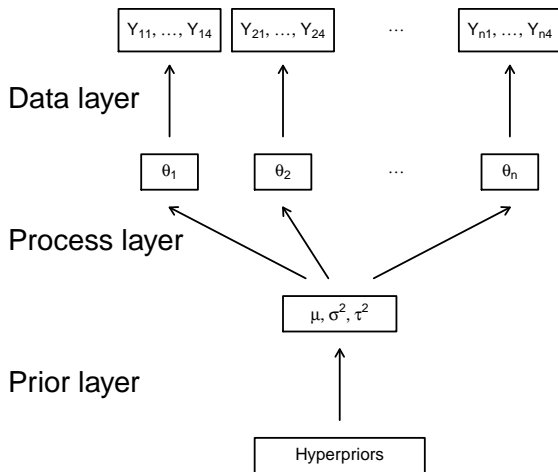 Y₁₁, ..., Y₁₄ Y₂₁, ..., Y₂₄ ... Yₙ₁, ..., Yₙ₄
Data layer
θ₁ θ₂ ... θₙ
Process layer
μ, σ², τ²
Prior layer
Hyperpriors